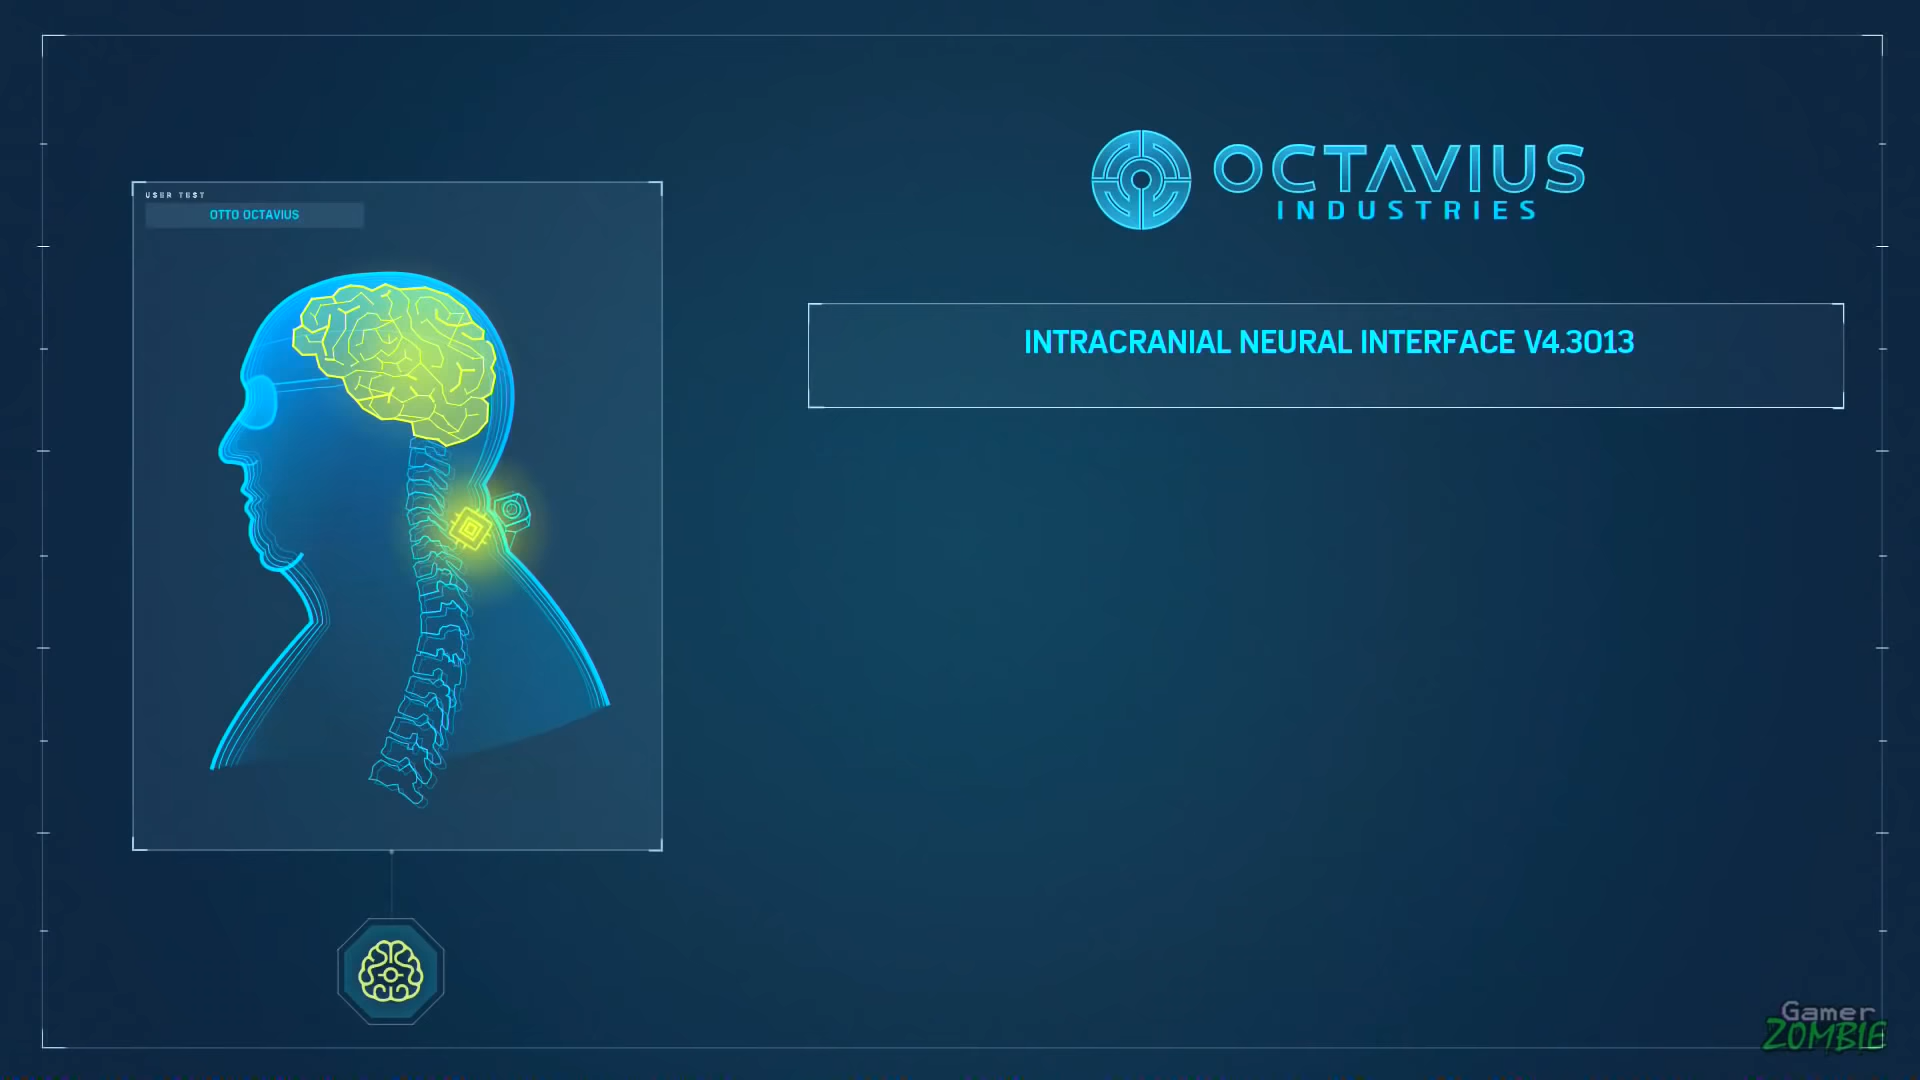 USER TEST
OTTO OCTAVIUS
OCTAVIUS
INDUSTRIES
INTRACRANIAL NEURAL INTERFACE V4.3013
Gamer
ZOMBIE